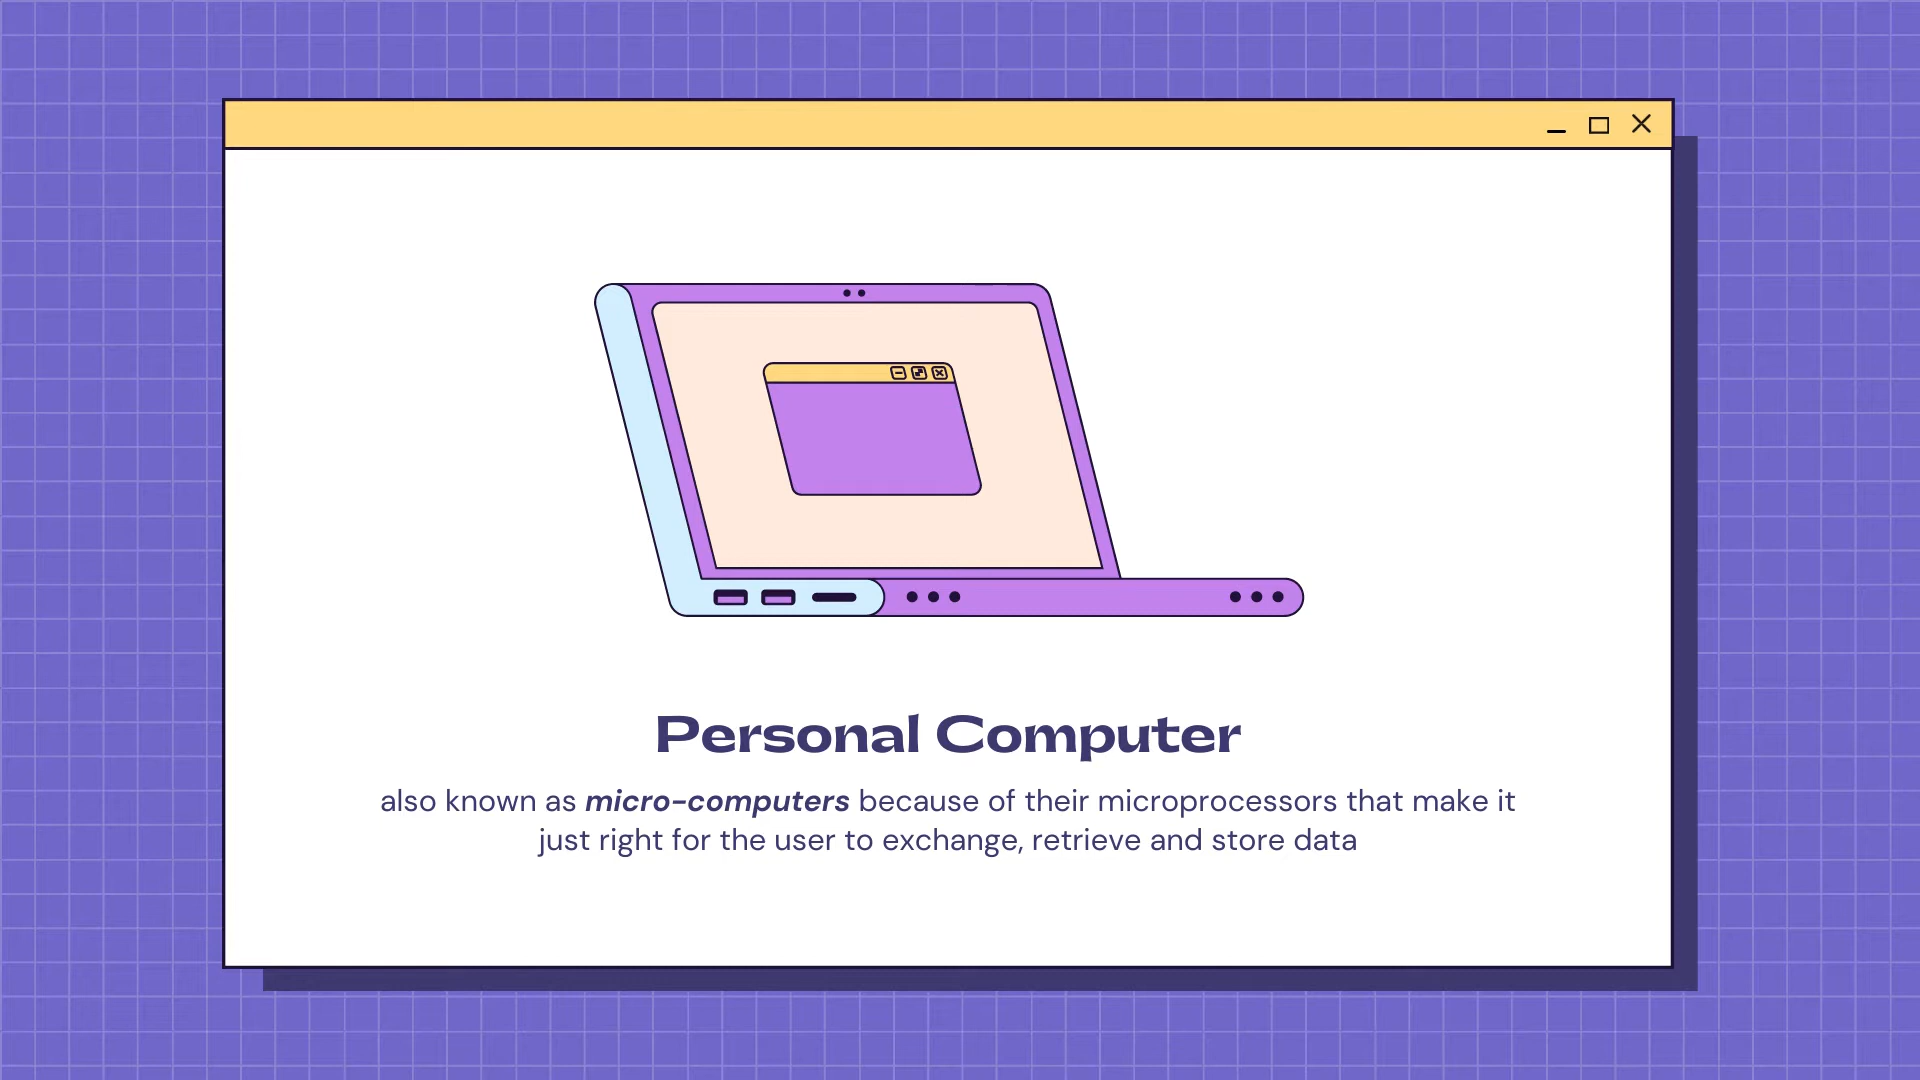 Personal Computer
also known as micro-computers because of their microprocessors that make it
just right for the user to exchange, retrieve and store data